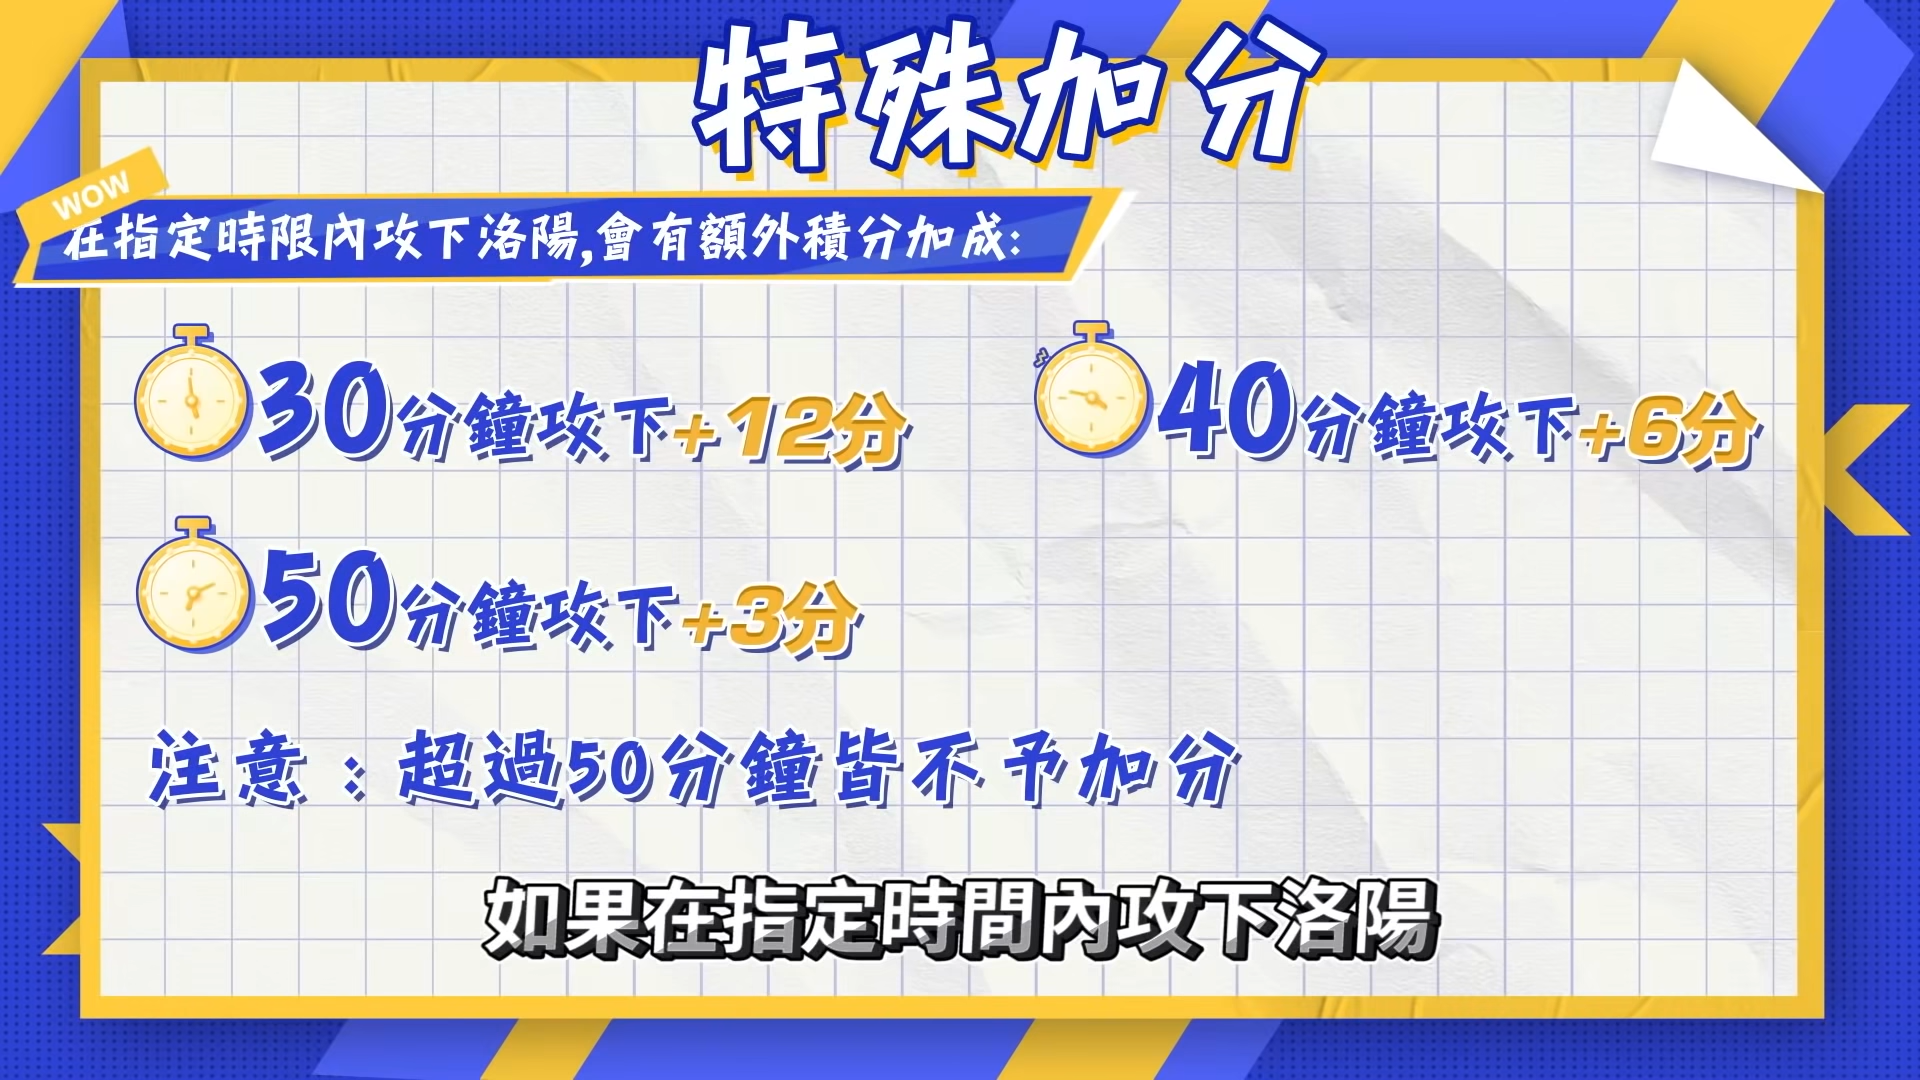 特殊加分
WOW
在指定時限內攻下洛陽,會有額外積分加成:
30分鐘攻下+12分
40分鐘攻下+6分
50分鐘攻下+3分
注意：超過50分鐘皆不予加分
如果在指定時間內攻下洛陽